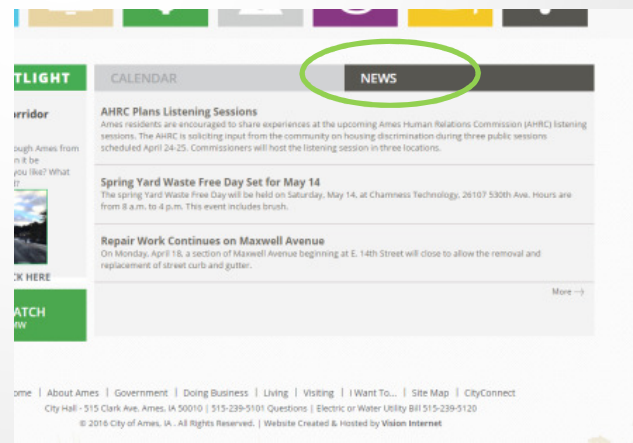 TLIGHT
CALENDAR
NEWS
rridor
ough Ames from
n it be
you like? What
CK HERE
ATCH
MW
AHRC Plans Listening Sessions
Ames residents are encouraged to share experiences at the upcoming Ames Human Relations Commission (AHRC) listening
sessions. The AHRC is soliciting input from the community on housing discrimination during three public sessions
scheduled April 24-25. Commissioners will host the listening session in three locations.
Spring Yard Waste Free Day Set for May 14
The spring Yard Waste Free Day will be held on Saturday, May 14, at Chamness Technology, 26107 530th Ave. Hours are
from 8 a.m. to 4 p.m. This event includes brush.
Repair Work Continues on Maxwell Avenue
On Monday, April 18, a section of Maxwell Avenue beginning at E. 14th Street will close to allow the removal and
replacement of street curb and gutter.
More →
ome | About Ames | Government | Doing Business | Living | Visiting | I Want To... | Site Map | CityConnect
City Hall - 515 Clark Ave. Ames, IA 50010 | 515-239-5101 Questions | Electric or Water Utility Bill 515-239-5120
© 2016 City of Ames, IA . All Rights Reserved. | Website Created & Hosted by Vision Internet